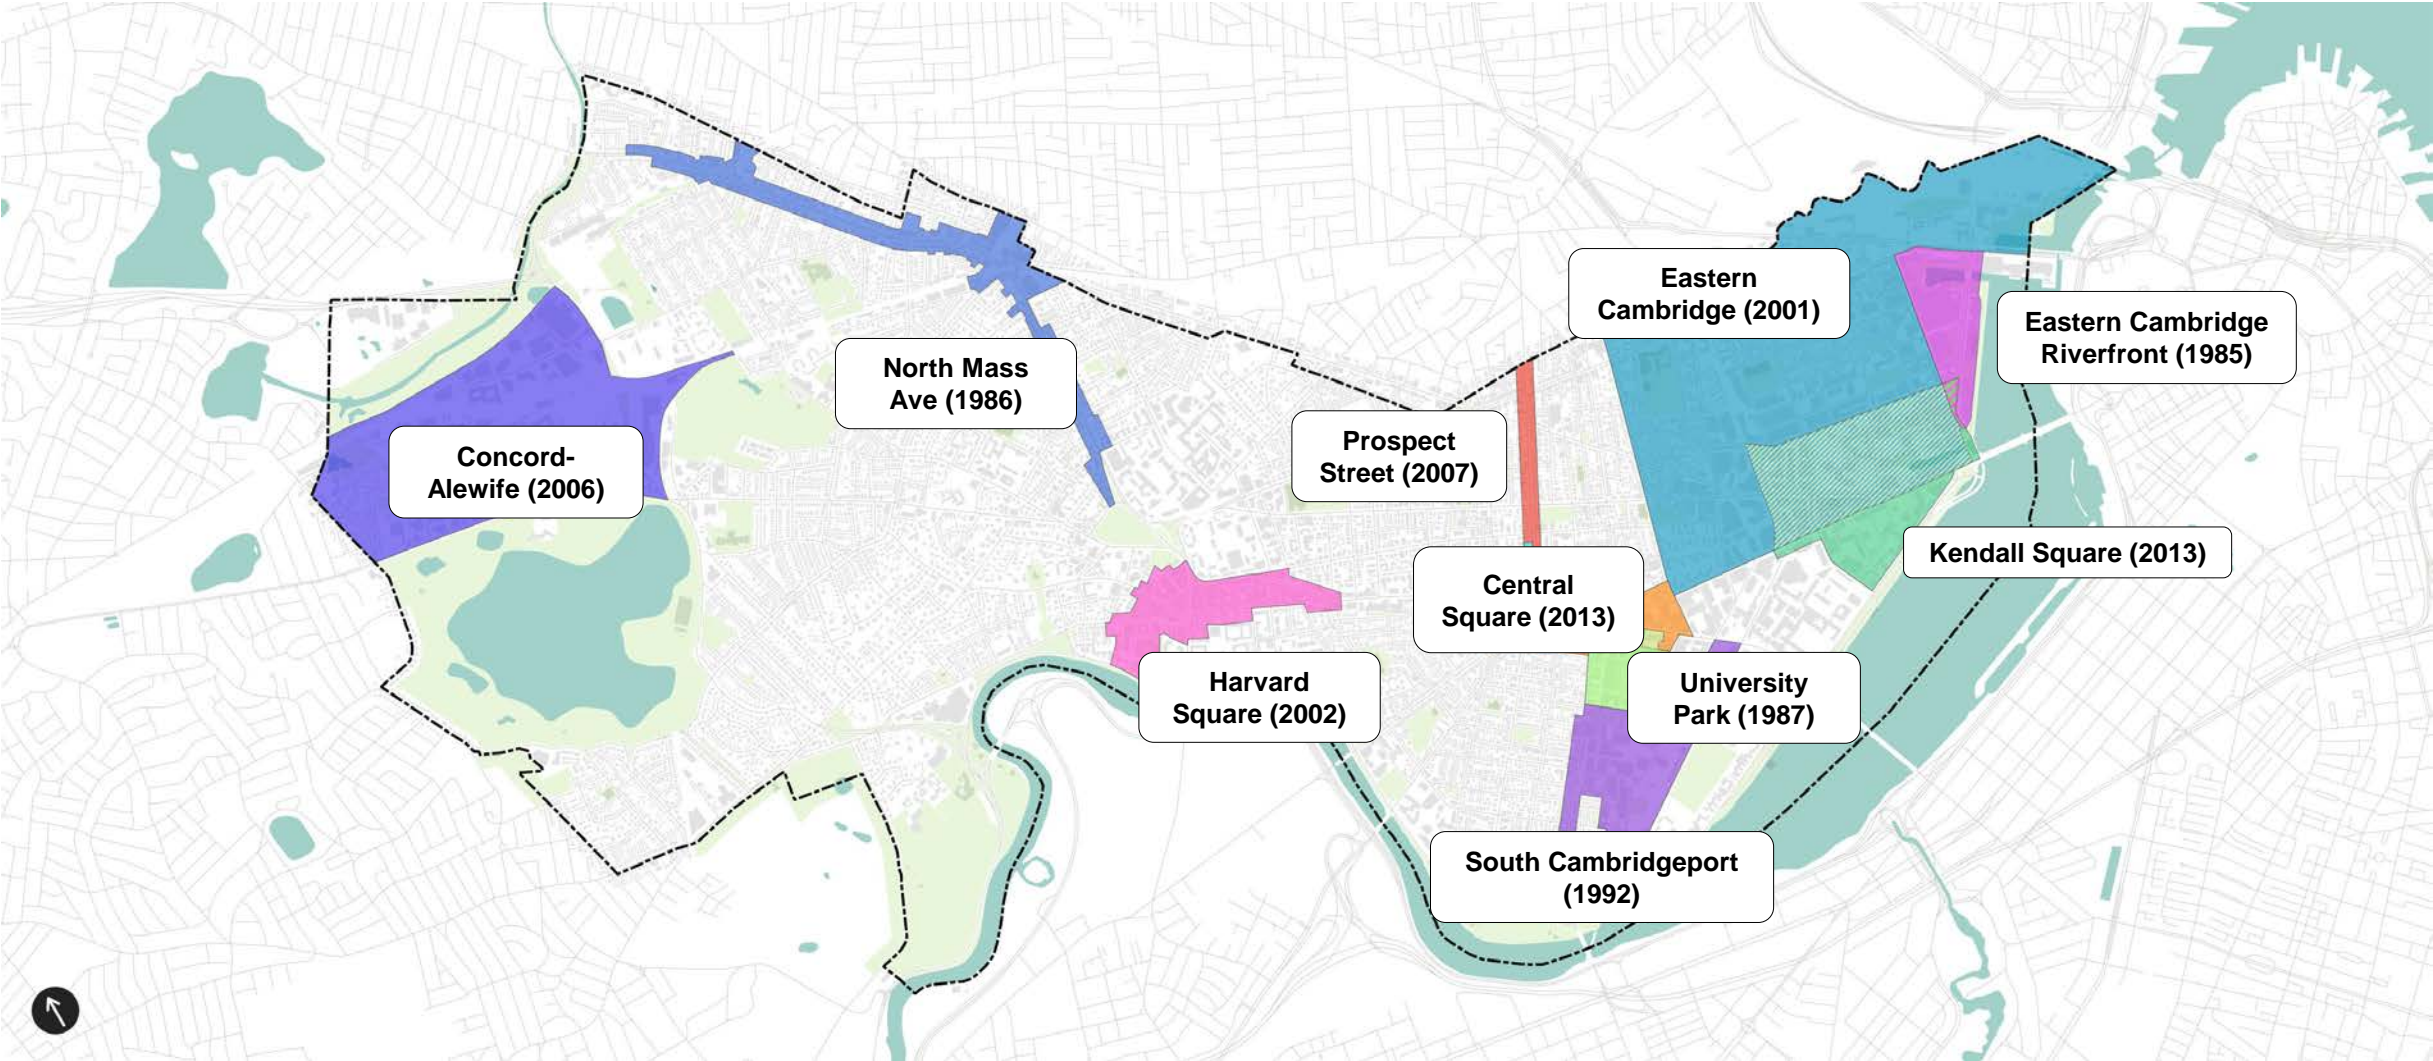 Eastern
Cambridge (2001)
Eastern Cambridge
Riverfront (1985)
North Mass
Ave (1986)
Concord-
Alewife (2006)
Prospect
Street (2007)
Kendall Square (2013)
Central
Square (2013)
Harvard
Square (2002)
University
Park (1987)
South Cambridgeport
(1992)